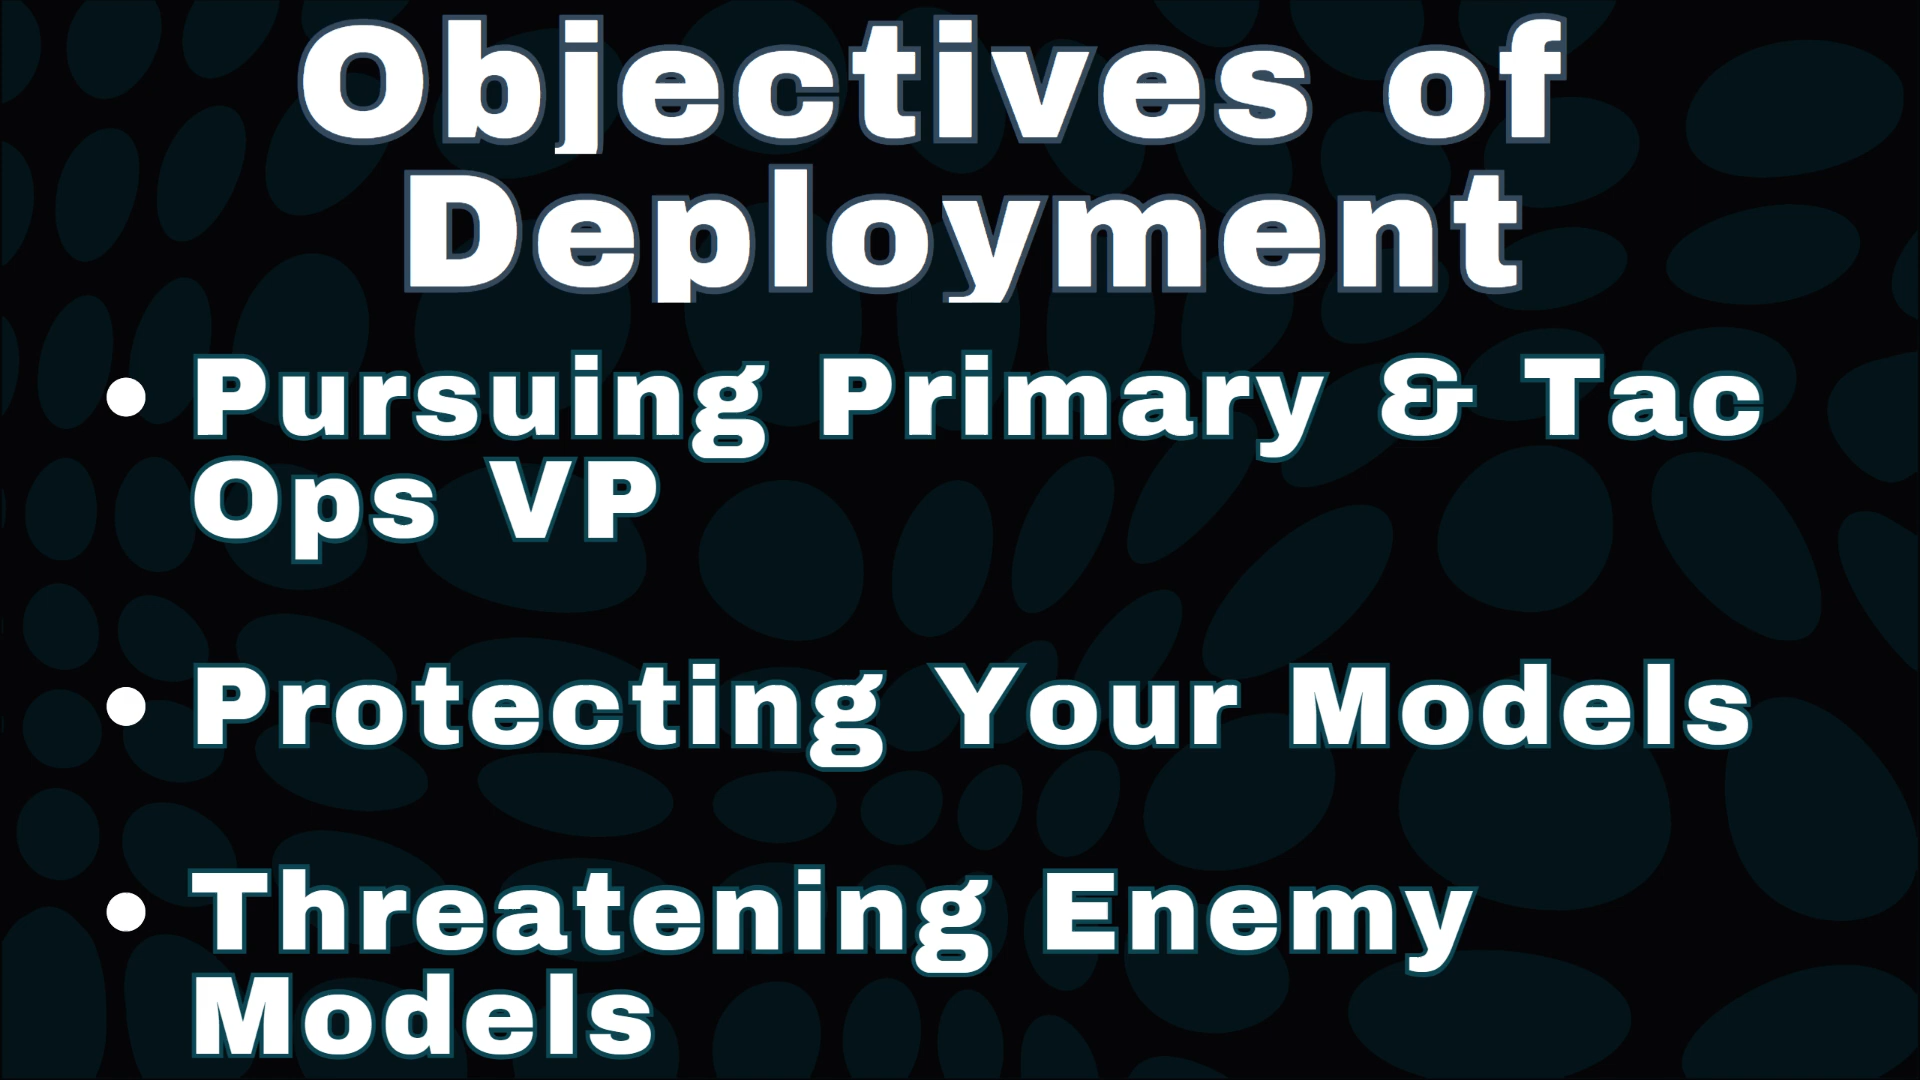 Objectives of
Deployment
• Pursuing Primary & Tac
Ops VP
• Protecting Your Models
• Threatening Enemy
Models